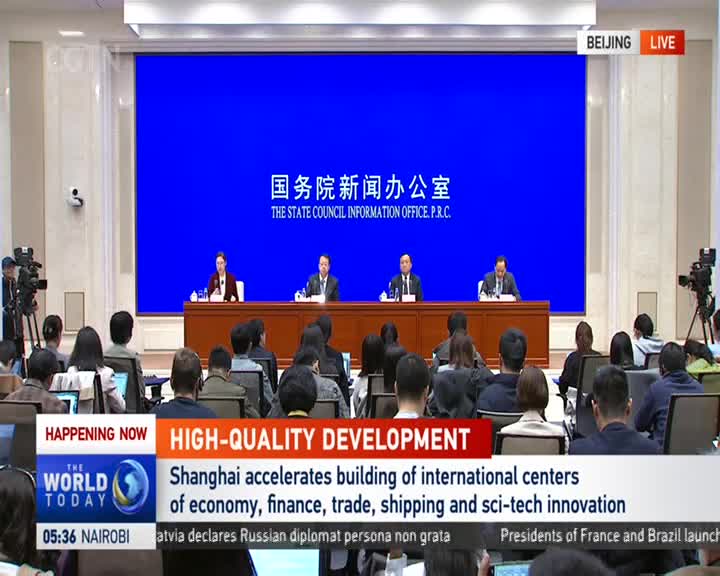 CGTN
BEIJING LIVE
国务院新闻办公室
THE STATE COUNCIL INFORMATION OFFICE, P.R.C.
HAPPENING NOW
HIGH-QUALITY DEVELOPMENT
THE WORLD TODAY
Shanghai accelerates building of international centers
of economy, finance, trade, shipping and sci-tech innovation
05:36 NAIROBI
atvia declares Russian diplomat persona non grata Presidents of France and Brazil launch